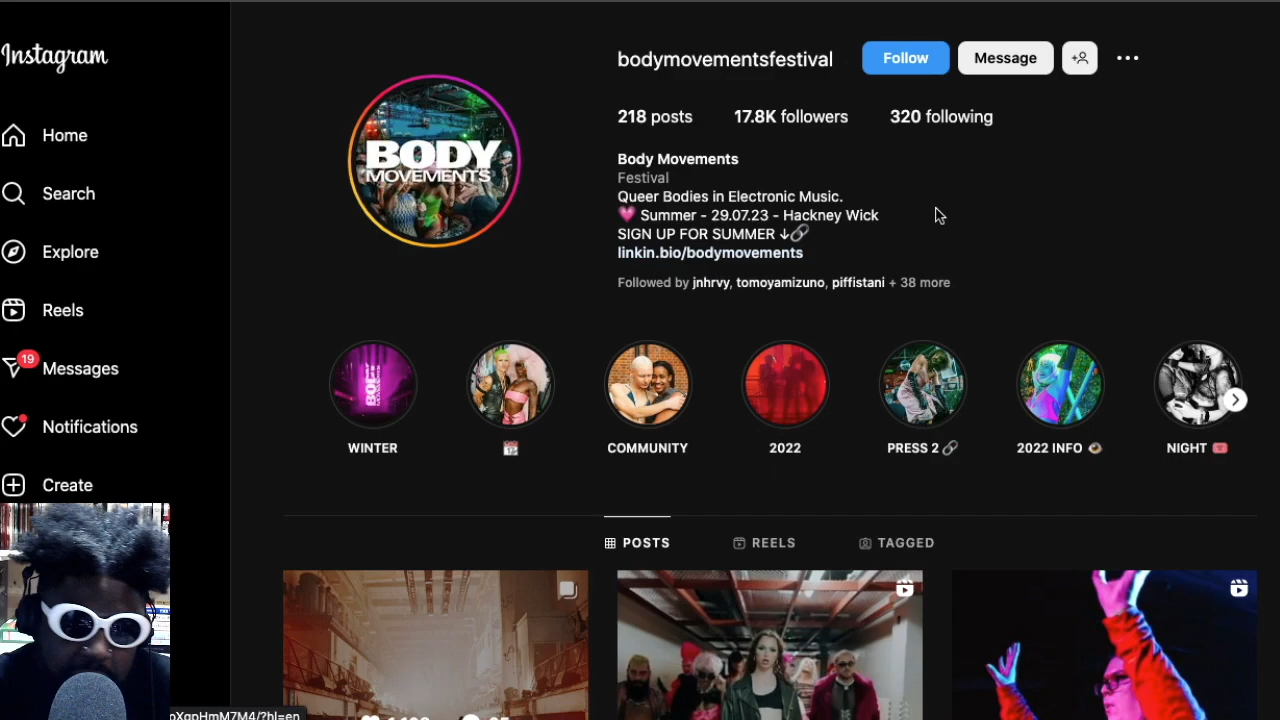 Instagram
Home
Search
Explore
Reels
19
Messages
Notifications
Create
bodymovementsfestival
Follow
Message
218 posts
17.8K followers
320 following
BODY
MOVEMENTS
Body Movements
Festival
Queer Bodies in Electronic Music.
💗 Summer - 29.07.23 - Hackney Wick
SIGN UP FOR SUMMER ↓🔗
linkin.bio/bodymovements
Followed by jnhrvy, tomoyamizuno, piffistani + 38 more
WINTER
COMMUNITY
2022
PRESS 2 🔗
2022 INFO 👁
NIGHT 🎟
POSTS
REELS
TAGGED